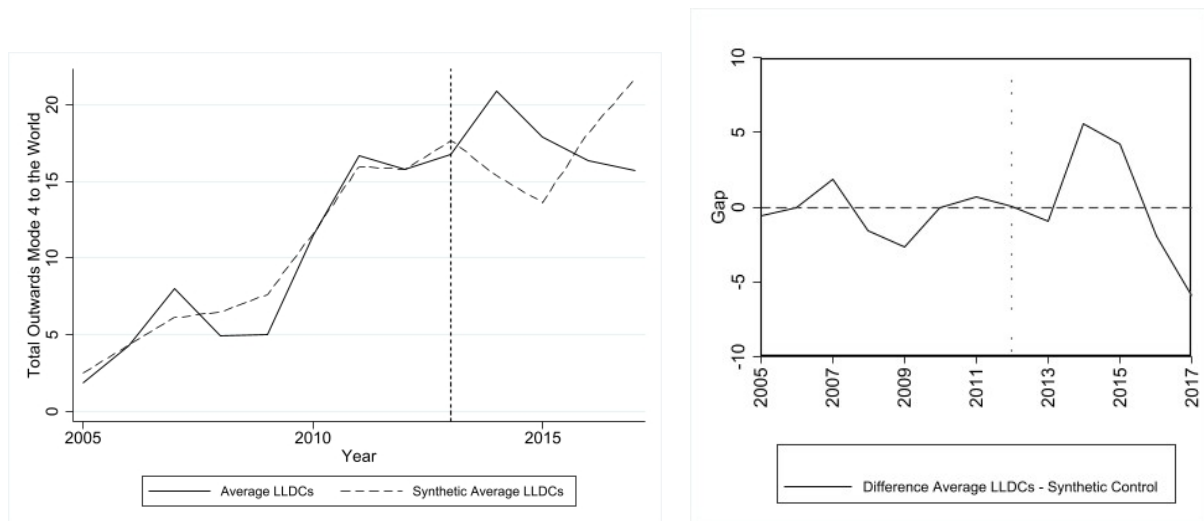 Total Outwards Mode 4 to the World
20
15
10
5
0
2005 2010 2015
Year
Average LLDCs Synthetic Average LLDCs
Gap
10
5
0
-5
-10
2005 2007 2009 2011 2013 2015 2017
Difference Average LLDCs - Synthetic Control